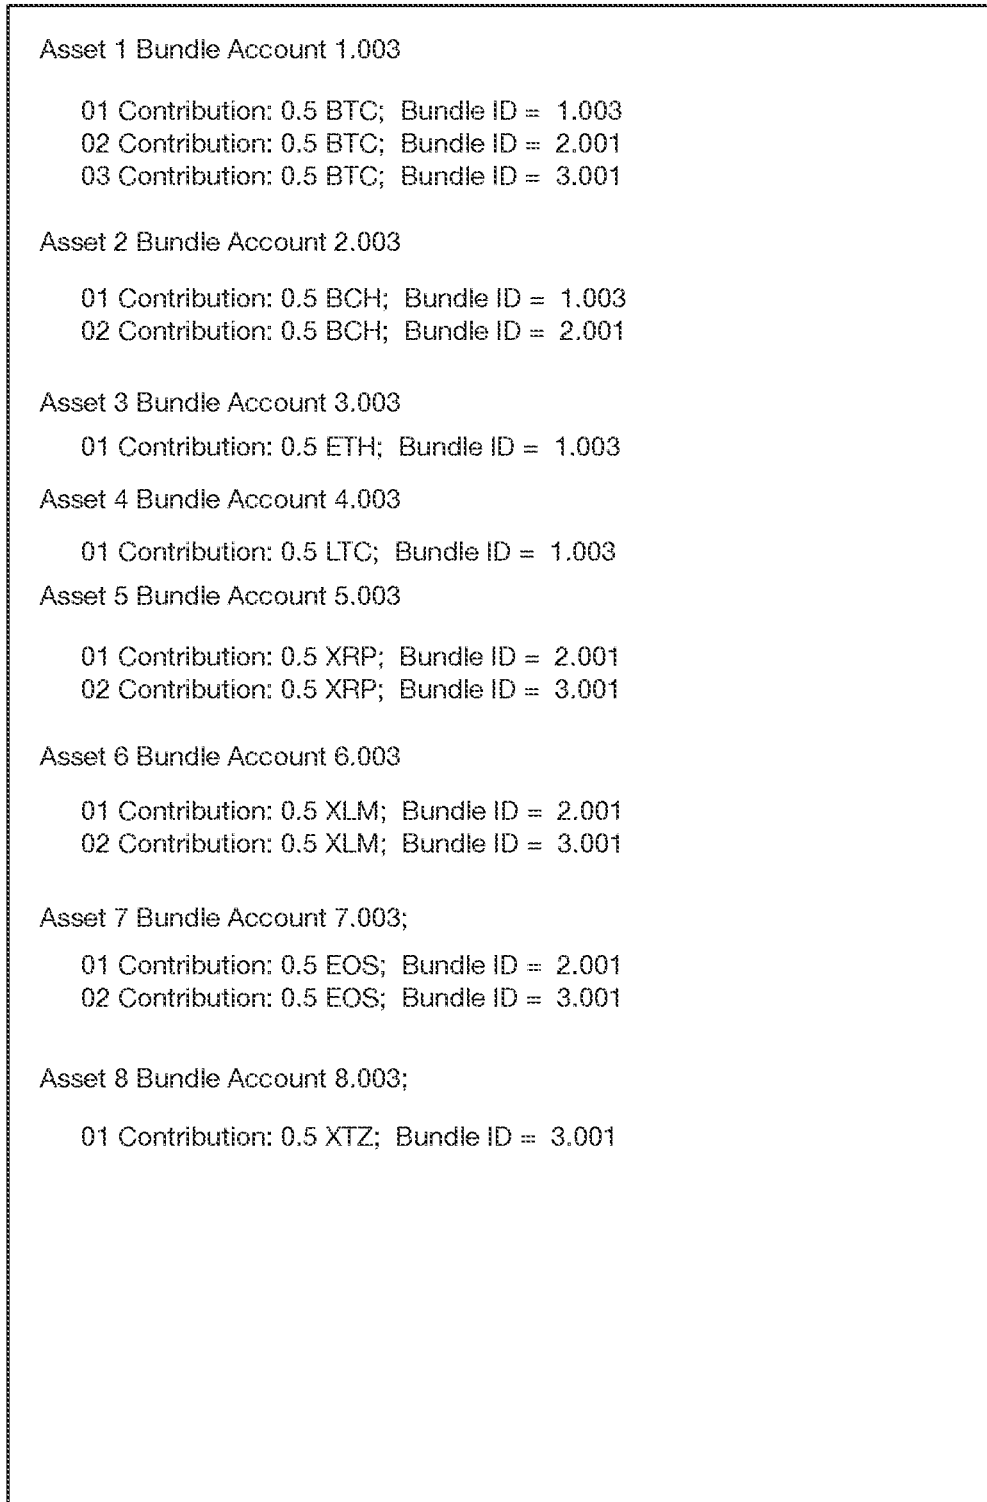 Asset 1 Bundle Account 1.003
01 Contribution: 0.5 BTC; Bundle ID = 1.003
02 Contribution: 0.5 BTC; Bundle ID = 2.001
03 Contribution: 0.5 BTC; Bundle ID = 3.001
Asset 2 Bundle Account 2.003
01 Contribution: 0.5 BCH; Bundle ID = 1.003
02 Contribution: 0.5 BCH; Bundle ID = 2.001
Asset 3 Bundle Account 3.003
01 Contribution: 0.5 ETH; Bundle ID = 1.003
Asset 4 Bundle Account 4.003
01 Contribution: 0.5 LTC; Bundle ID = 1.003
Asset 5 Bundle Account 5.003
01 Contribution: 0.5 XRP; Bundle ID = 2.001
02 Contribution: 0.5 XRP; Bundle ID = 3.001
Asset 6 Bundle Account 6.003
01 Contribution: 0.5 XLM; Bundle ID = 2.001
02 Contribution: 0.5 XLM; Bundle ID = 3.001
Asset 7 Bundle Account 7.003;
01 Contribution: 0.5 EOS; Bundle ID = 2.001
02 Contribution: 0.5 EOS; Bundle ID = 3.001
Asset 8 Bundle Account 8.003;
01 Contribution: 0.5 XTZ; Bundle ID = 3.001